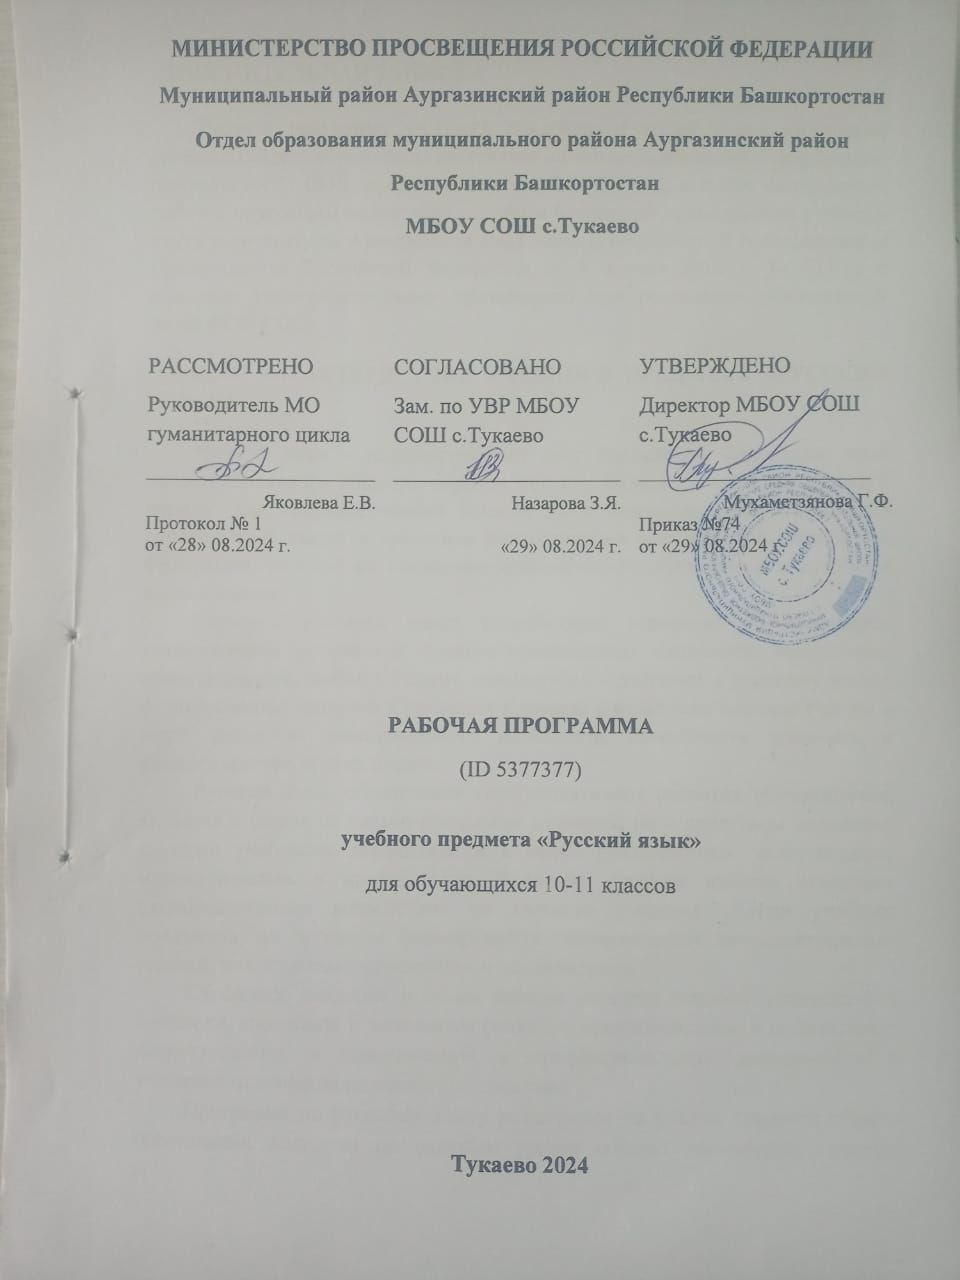 МИНИСТЕРСТВО ПРОСВЕЩЕНИЯ РОССИЙСКОЙ ФЕДЕРАЦИИ
Муниципальный район Аургазинский район Республики Башкортостан
Отдел образования муниципального района Аургазинский район
Республики Башкортостан
МБОУ СОШ с.Тукаево
РАССМОТРЕНО
Руководитель МО
гуманитарного цикла
Яковлева Е.В.
Протокол № 1
от «28» 08.2024 г.
СОГЛАСОВАНО
Зам. по УВР МБОУ
СОШ с.Тукаево
Назарова З.Я.
«29» 08.2024 г.
УТВЕРЖДЕНО
Директор МБОУ СОШ
с.Тукаево
Мухаметзянова Г.Ф.
Приказ №74
от «29» 08.2024 г.
МБОУ СОШ
с. Тукаево
РАБОЧАЯ ПРОГРАММА
(ID 5377377)
учебного предмета «Русский язык»
для обучающихся 10-11 классов
Тукаево 2024